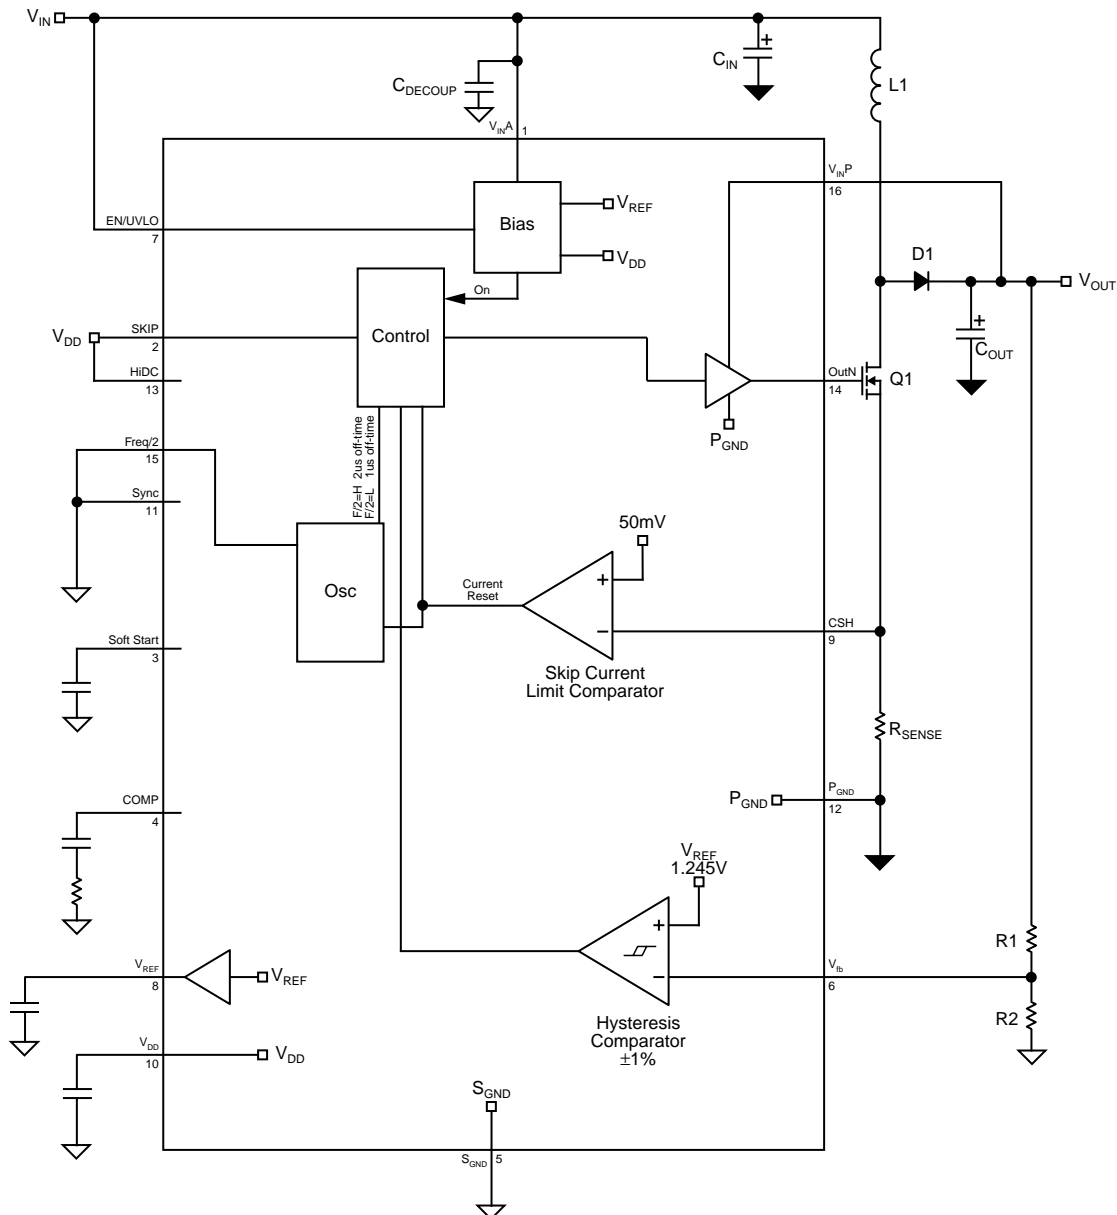 VIN
CIN
L1
CDECOUP
VINA 1
VINP
16
EN/UVLO
7
Bias
VREF
VDD
On
D1
VOUT
COUT
VDD
SKIP
2
HiDC
13
Control
OutN
14
Q1
PGND
Freq/2
15
Sync
11
F/2=H 2us off-time
F/2=L 1us off-time
50mV
+
−
Osc
Current
Reset
CSH
9
Skip Current
Limit Comparator
Soft Start
3
RSENSE
PGND
PGND
12
COMP
4
VREF
1.245V
+
−
R1
VREF
8
VREF
Vfb
6
R2
Hysteresis
Comparator
±1%
VDD
10
VDD
SGND
SGND 5